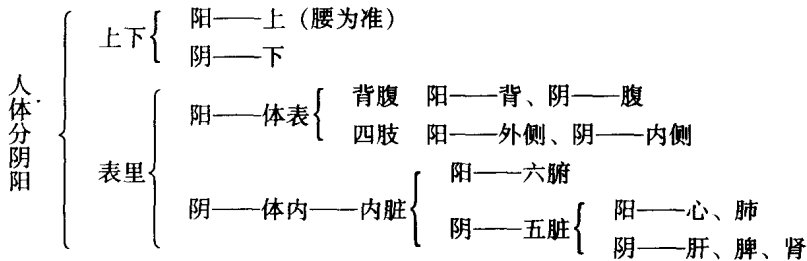 人体分阴阳
上下
阳——上（腰为准）
阴——下
表里
阳——体表
背腹 阳——背、阴——腹
四肢 阳——外侧、阴——内侧
阴——体内——内脏
阳——六腑
阴——五脏
阳——心、肺
阴——肝、脾、肾